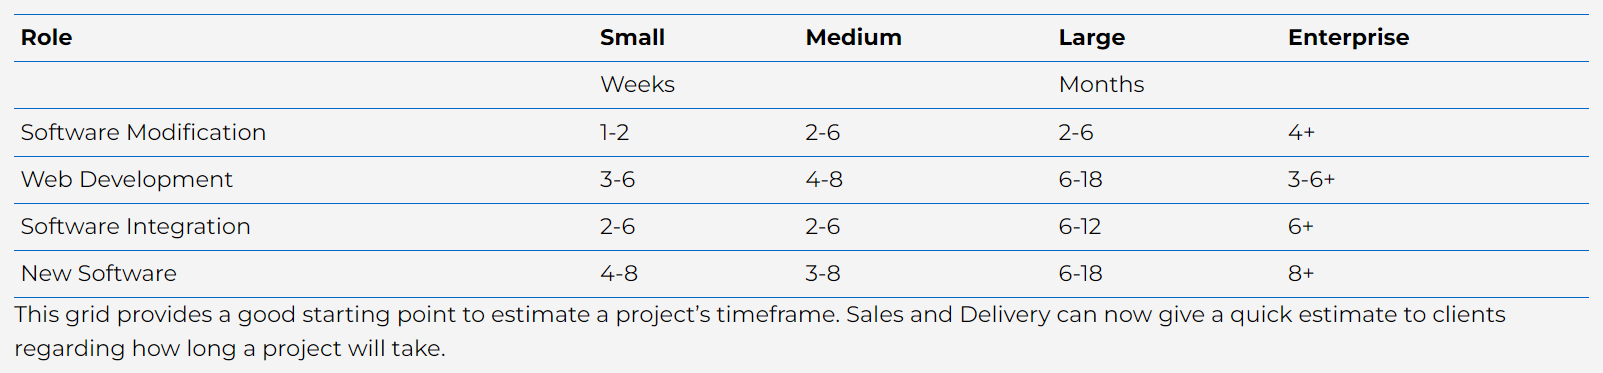 Role Small Medium Large Enterprise
Weeks Months
Software Modification 1-2 2-6 2-6 4+
Web Development 3-6 4-8 6-18 3-6+
Software Integration 2-6 2-6 6-12 6+
New Software 4-8 3-8 6-18 8+
This grid provides a good starting point to estimate a project’s timeframe. Sales and Delivery can now give a quick estimate to clients
regarding how long a project will take.